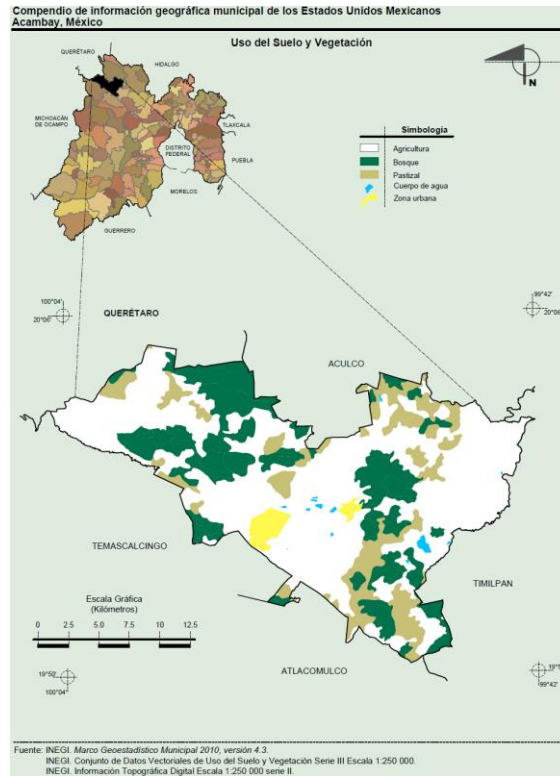 Compendio de información geográfica municipal de los Estados Unidos Mexicanos
Acambay, México
Uso del Suelo y Vegetación
QUERÉTARO
HIDALGO
MICHOACÁN
DE OCAMPO
TLAXCALA
DISTRITO
FEDERAL
PUEBLA
MORELOS
GUERRERO
N
Simbología
Agricultura
Bosque
Pastizal
Cuerpo de agua
Zona urbana
100°04'
20°06'
99°42'
20°06'
QUERÉTARO
ACULCO
TEMASCALCINGO
TIMILPAN
ATLACOMULCO
Escala Gráfica
(Kilómetros)
0 2.5 5 7.5 10 12.5
19°50'
100°04'
99°42'
Fuente: INEGI. Marco Geoestadístico Municipal 2010, versión 4.3.
INEGI. Conjunto de Datos Vectoriales de Uso del Suelo y Vegetación Serie III Escala 1:250 000.
INEGI. Información Topográfica Digital Escala 1:250 000 serie II.